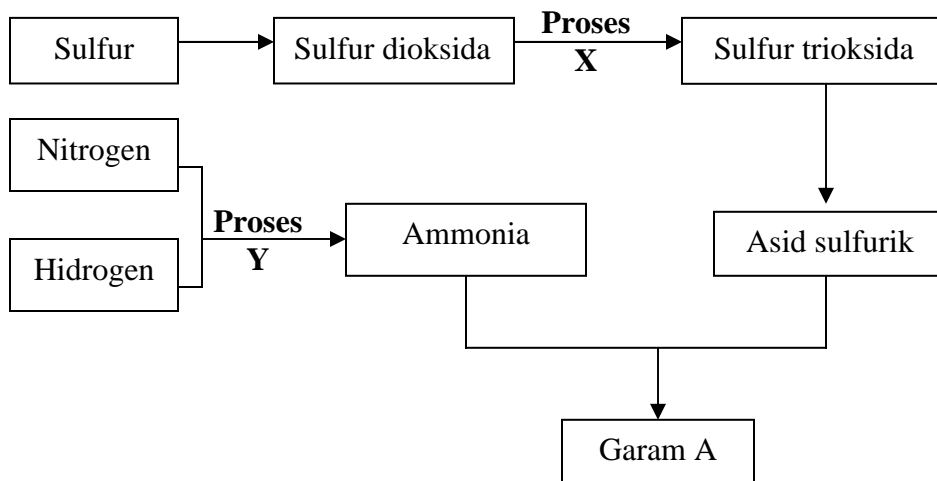 Sulfur
Sulfur dioksida
Proses
X
Sulfur trioksida
Nitrogen
Hidrogen
Proses
Y
Ammonia
Asid sulfurik
Garam A